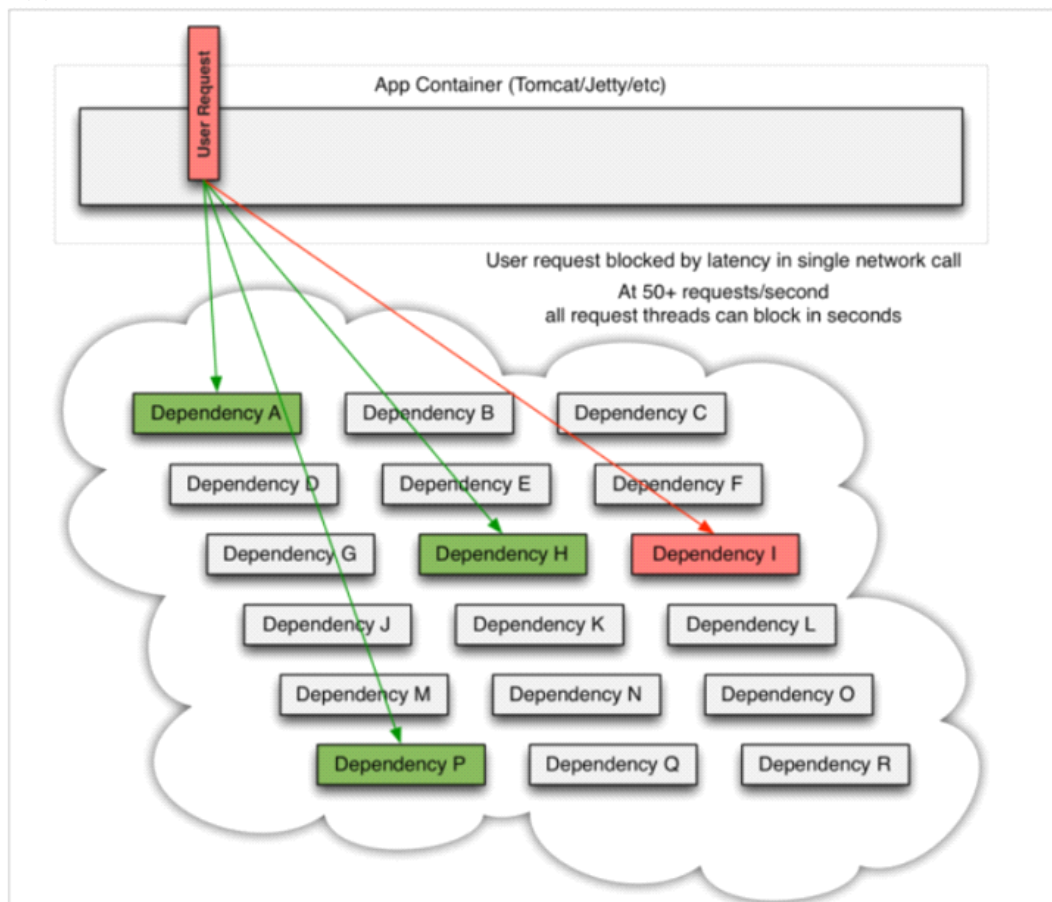 User Request
App Container (Tomcat/Jetty/etc)
User request blocked by latency in single network call
At 50+ requests/second
all request threads can block in seconds
Dependency A
Dependency B
Dependency C
Dependency D
Dependency E
Dependency F
Dependency G
Dependency H
Dependency I
Dependency J
Dependency K
Dependency L
Dependency M
Dependency N
Dependency O
Dependency P
Dependency Q
Dependency R